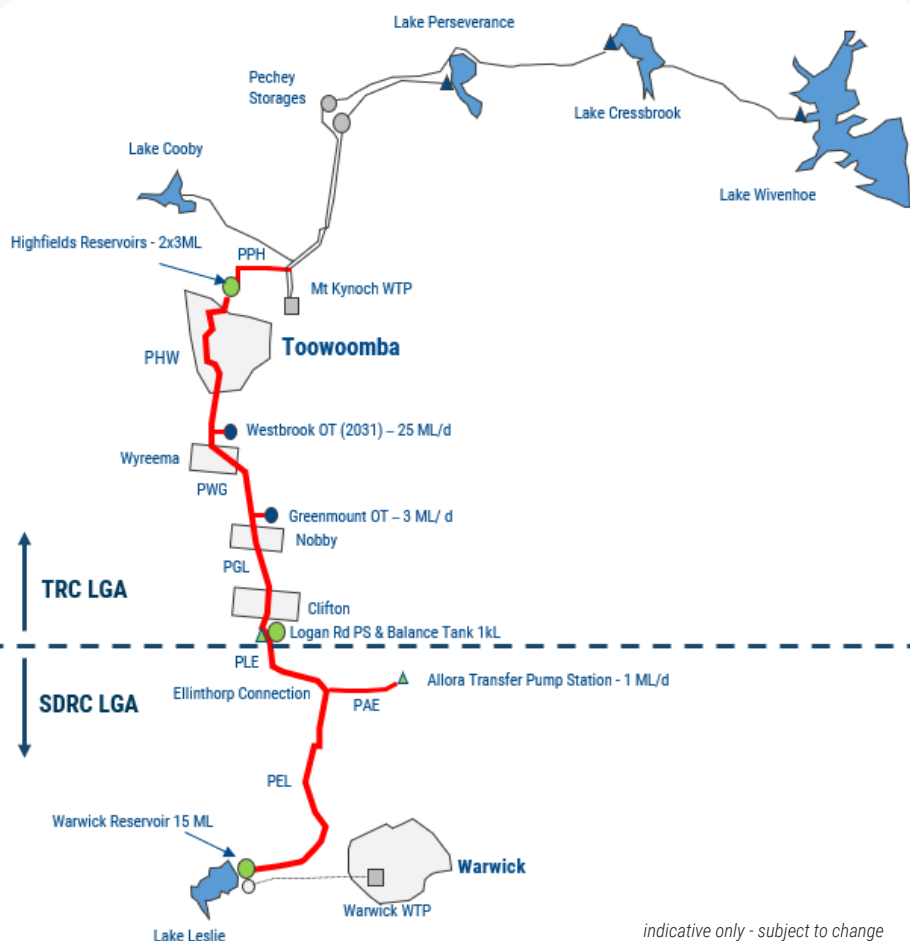 Lake Perseverance
Pechey
Storages
Lake Cressbrook
Lake Cooby
Lake Wivenhoe
Highfields Reservoirs - 2x3ML
PPH
Mt Kynoch WTP
Toowoomba
PHW
Westbrook OT (2031) – 25 ML/d
Wyreema
PWG
Greenmount OT – 3 ML/ d
Nobby
PGL
TRC LGA
Clifton
Logan Rd PS & Balance Tank 1kL
PLE
Allora Transfer Pump Station - 1 ML/d
Ellinthorp Connection
SDRC LGA
PAE
PEL
Warwick Reservoir 15 ML
Warwick
Warwick WTP
Lake Leslie
indicative only - subject to change